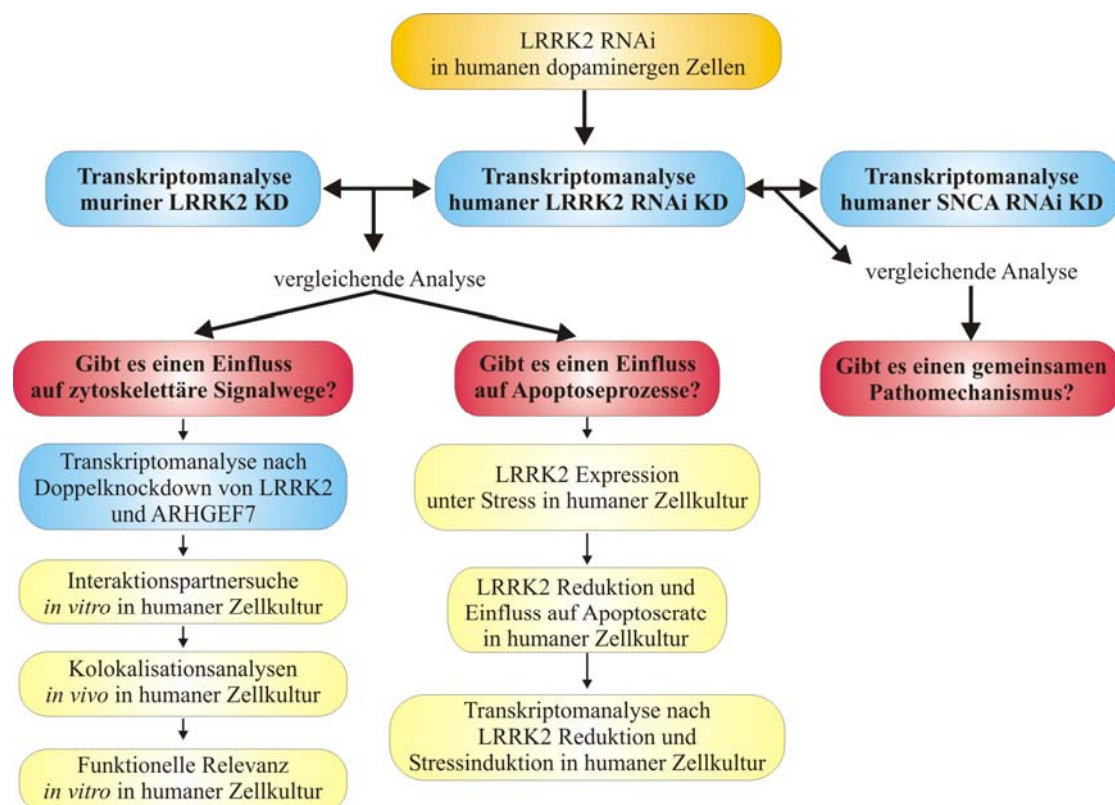 LRRK2 RNAi
in humanen dopaminergen Zellen
Transkriptomanalyse
muriner LRRK2 KD
Transkriptomanalyse
humaner LRRK2 RNAi KD
Transkriptomanalyse
humaner SNCA RNAi KD
vergleichende Analyse
vergleichende Analyse
Gibt es einen Einfluss
auf zytoskelettäre Signalwege?
Gibt es einen Einfluss
auf Apoptoseprozesse?
Gibt es einen gemeinsamen
Pathomechanismus?
Transkriptomanalyse nach
Doppelknockdown von LRRK2
und ARHGEF7
Interaktionspartnersuche
in vitro in humaner Zellkultur
Kolokalisationsanalysen
in vivo in humaner Zellkultur
Funktionelle Relevanz
in vitro in humaner Zellkultur
LRRK2 Expression
unter Stress in humaner Zellkultur
LRRK2 Reduktion und
Einfluss auf Apoptoserate
in humaner Zellkultur
Transkriptomanalyse nach
LRRK2 Reduktion und
Stressinduktion in humaner Zellkultur